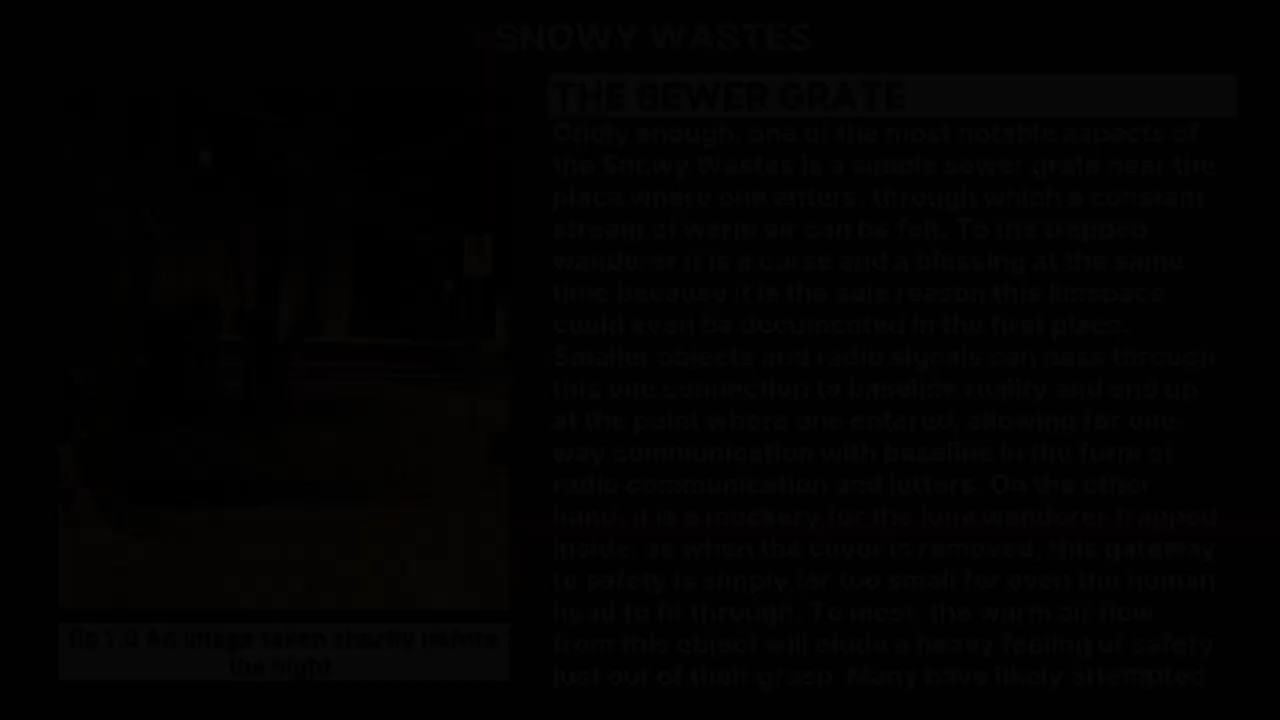 SNOWY WASTES
THE SEWER GRATE
Oddly enough, one of the most notable aspects of
the Snowy Wastes is a simple sewer grate near the
place where one enters, through which a constant
stream of warm air can be felt. To the trapped
wanderer it is a curse and a blessing at the same
time because it is the sole reason this limspace
could even be documented in the first place.
Smaller objects and radio signals can pass through
this one connection to baseline reality and end up
at the point where one entered, allowing for one-
way communication with baseline in the form of
radio communication and letters. On the other
hand, it is a mockery for the lone wanderer trapped
inside, as when the cover is removed, this gateway
to safety is simply far too small for even the human
head to fit through. To most, the warm air flow
from this object will elude a heavy feeling of safety
just out of their grasp. Many have likely attempted
fig 1.0 An image taken shortly before
the night